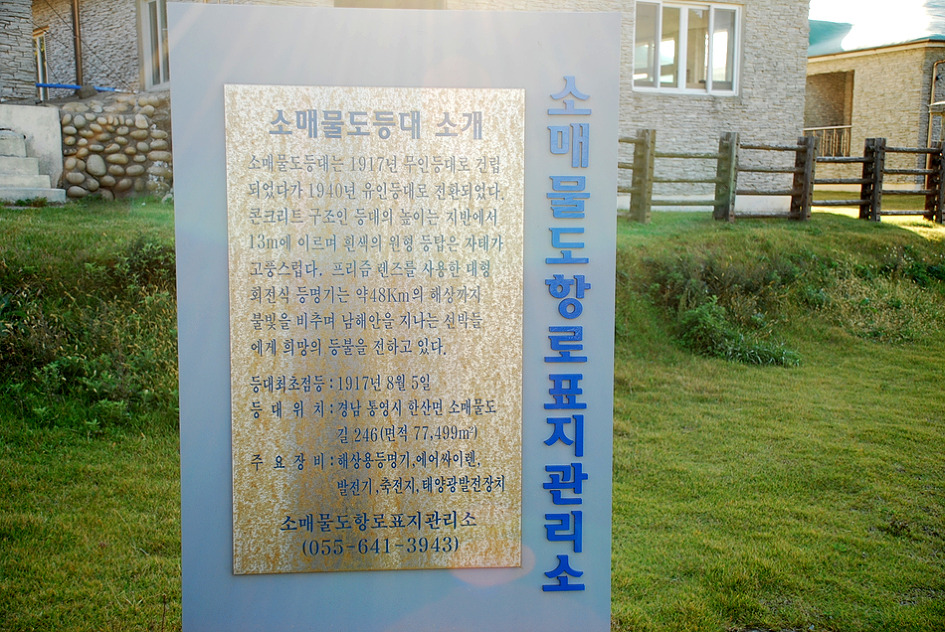 소매물도등대 소개
소매물도등대는 1917년 무인등대로 건립
되었다가 1940년 유인등대로 전환되었다.
콘크리트 구조인 등대의 높이는 지반에서
13m에 이르며 흰색의 원형 등탑은 자태가
고풍스럽다. 프리즘 렌즈를 사용한 대형
회전식 등명기는 약48Km의 해상까지
불빛을 비추며 남해안을 지나는 선박들
에게 희망의 등불을 전하고 있다.
등대최초점등 : 1917년 8월 5일
등 대 위 치 : 경남 통영시 한산면 소매물도
길 246(면적 77,499m²)
주 요 장 비 : 해상용등명기,에어싸이렌,
발전기,축전지,태양광발전장치
소매물도항로표지관리소
(055-641-3943)
소매물도항로표지관리소